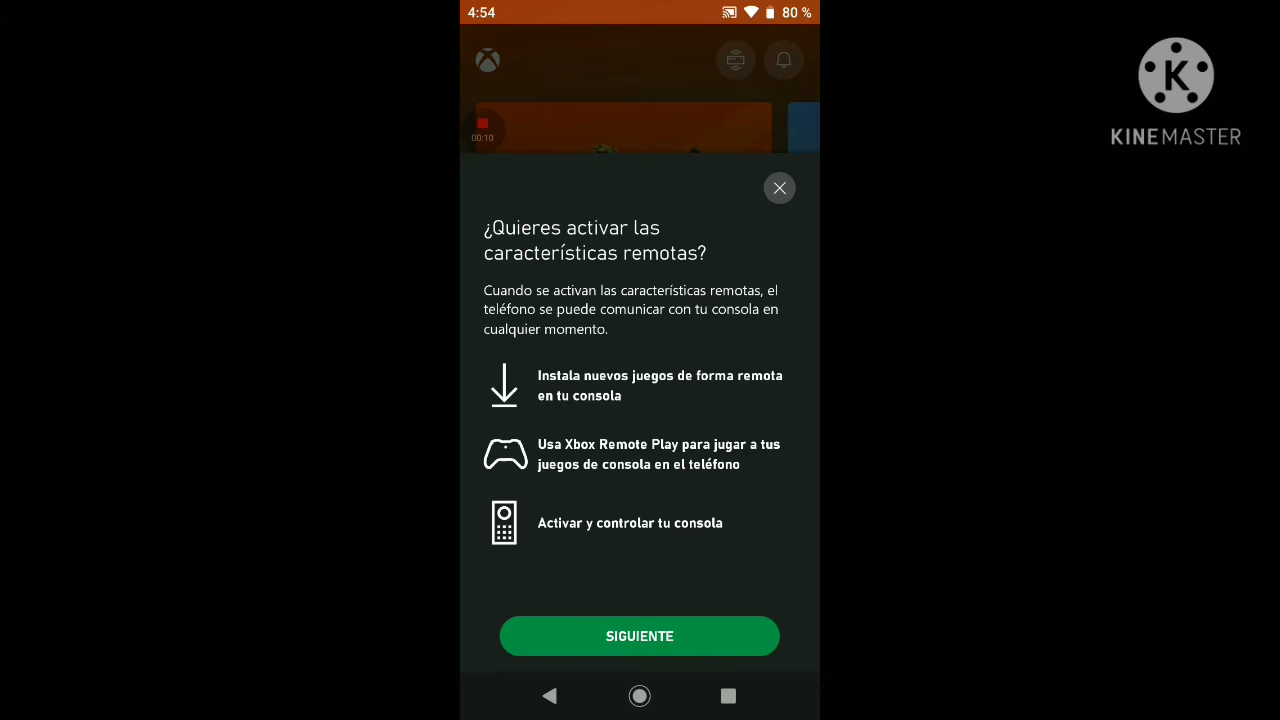 4:54
80 %
KINEMASTER
00:10
¿Quieres activar las
características remotas?
Cuando se activan las características remotas, el
teléfono se puede comunicar con tu consola en
cualquier momento.
Instala nuevos juegos de forma remota
en tu consola
Usa Xbox Remote Play para jugar a tus
juegos de consola en el teléfono
Activar y controlar tu consola
SIGUIENTE